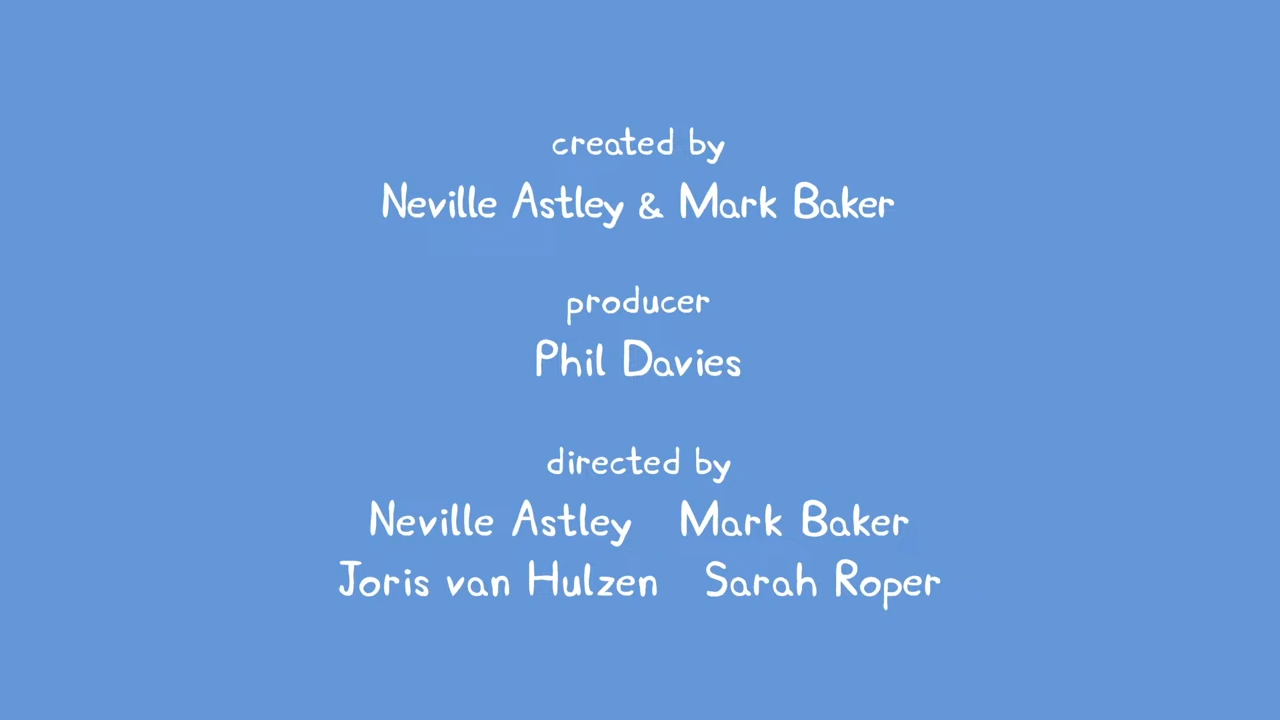 created by
Neville Astley & Mark Baker
producer
Phil Davies
directed by
Neville Astley Mark Baker
Joris van Hulzen Sarah Roper